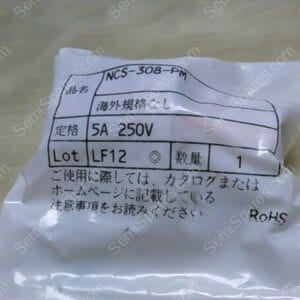 品名 NCS-308-PM
海外規格なし
定格 5A 250V
Lot LF12 ◎ 数量 1
ご使用に際しては、カタログまたは
ホームページに記載している
注意事項をお読みください
RoHS
SemiSpares.com